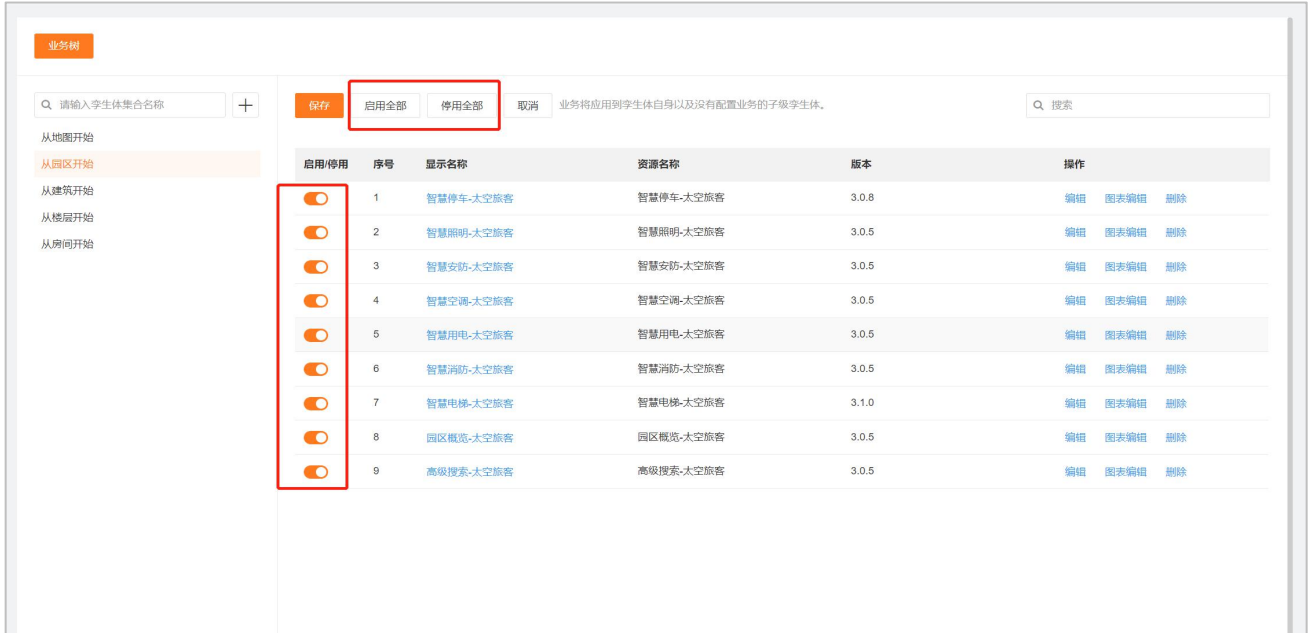 业务树
请输入学生体集合名称
从地图开始
从园区开始
从建筑开始
从楼层开始
从房间开始
保存 启用全部 停用全部 取消 业务将应用到学生体自身以及没有配置业务的子级学生体。 搜索
启用/停用 序号 显示名称 资源名称 版本 操作
1 智慧停车-太空旅客 智慧停车-太空旅客 3.0.8 编辑 图表编辑 删除
2 智慧照明-太空旅客 智慧照明-太空旅客 3.0.5 编辑 图表编辑 删除
3 智慧安防-太空旅客 智慧安防-太空旅客 3.0.5 编辑 图表编辑 删除
4 智慧空调-太空旅客 智慧空调-太空旅客 3.0.5 编辑 图表编辑 删除
5 智慧用电-太空旅客 智慧用电-太空旅客 3.0.5 编辑 图表编辑 删除
6 智慧消防-太空旅客 智慧消防-太空旅客 3.0.5 编辑 图表编辑 删除
7 智慧电梯-太空旅客 智慧电梯-太空旅客 3.1.0 编辑 图表编辑 删除
8 园区概览-太空旅客 园区概览-太空旅客 3.0.5 编辑 图表编辑 删除
9 高级搜索-太空旅客 高级搜索-太空旅客 3.0.5 编辑 图表编辑 删除